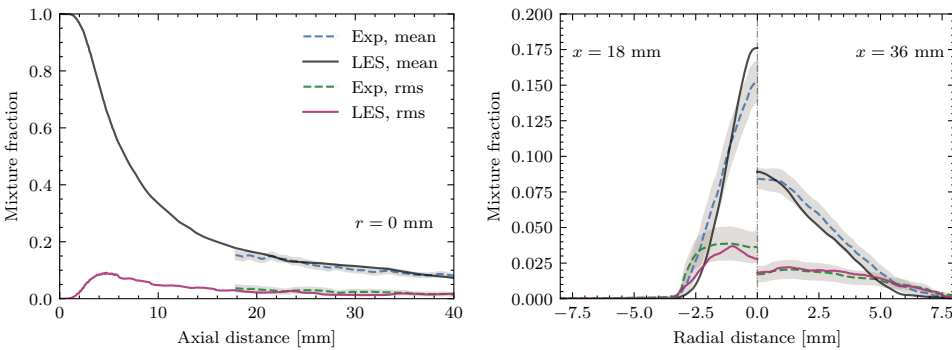 1.0
0.8
0.6
0.4
0.2
0.0
Mixture fraction
0 10 20 30 40
Axial distance [mm]
Exp, mean
LES, mean
Exp, rms
LES, rms
r = 0 mm
0.200
0.175
0.150
0.125
0.100
0.075
0.050
0.025
0.000
Mixture fraction
x = 18 mm x = 36 mm
−7.5 −5.0 −2.5 0.0 2.5 5.0 7.5
Radial distance [mm]